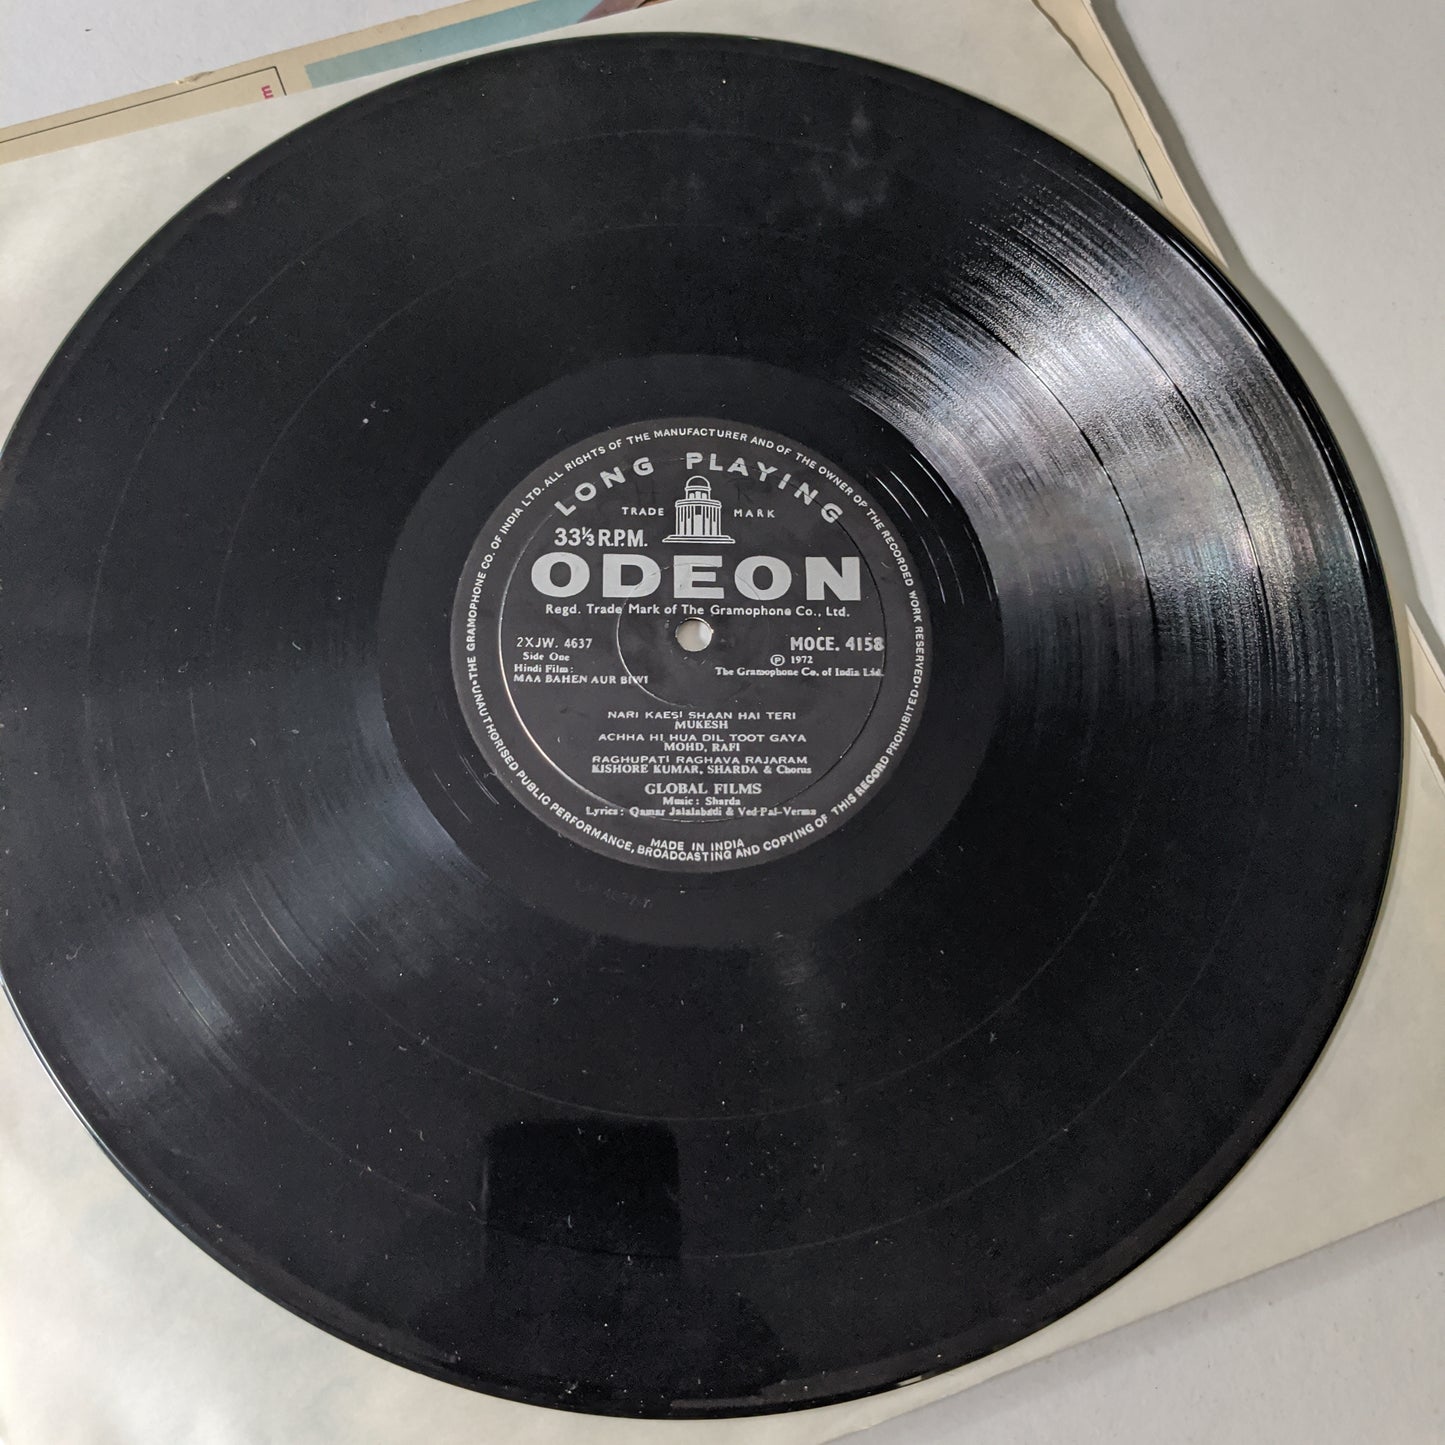 UNAUTHORISED PUBLIC PERFORMANCE, BROADCASTING AND COPYING OF THIS RECORD PROHIBITED•
•THE GRAMOPHONE CO. OF INDIA LTD. ALL RIGHTS OF THE MANUFACTURER AND OF THE OWNER OF THE RECORDED WORK RESERVED•
LONG PLAYING
TRADE MARK
33⅓ R.P.M.
ODEON
Regd. Trade Mark of The Gramophone Co., Ltd.
2XJW. 4637 MOCE. 4158
Side One ℗ 1972
Hindi Film: The Gramophone Co. of India Ltd.
MAA BAHEN AUR BIWI
NARI KAESI SHAAN HAI TERI
MUKESH
ACHHA HI HUA DIL TOOT GAYA
MOHD, RAFI
RAGHUPATI RAGHAVA RAJARAM
KISHORE KUMAR, SHARDA & Chorus
GLOBAL FILMS
Music: Sharda
Lyrics: Qamar Jalalabadi & Ved-Pal-Verma
MADE IN INDIA